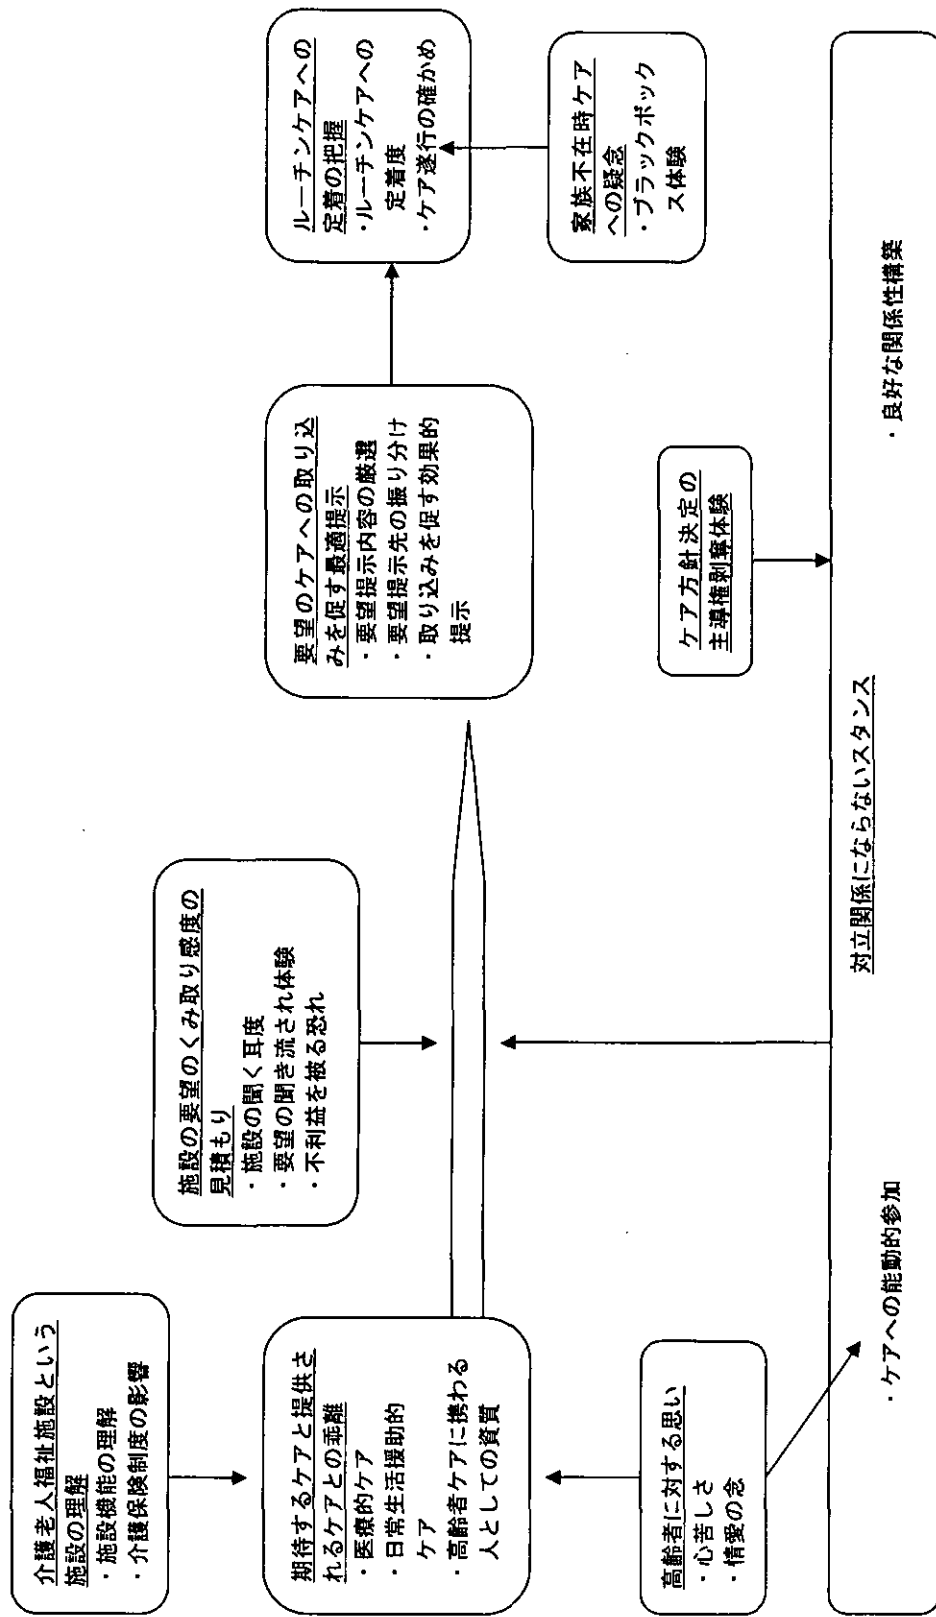 介護老人福祉施設という
施設の理解
・施設機能の理解
・介護保険制度の影響
期待するケアと提供さ
れるケアとの乖離
・医療的ケア
・日常生活援助的
ケア
・高齢者ケアに携わる
人としての資質
高齢者に対する思い
・心苦しさ
・情愛の念
施設の要望のくみ取り感度の
見積もり
・施設の聞く耳度
・要望の聞き流され体験
・不利益を被る恐れ
要望のケアへの取り込
みを促す最適提示
・要望提示内容の厳選
・要望提示先の振り分け
・取り込みを促す効果的
提示
ルーチンケアへの
定着の把握
・ルーチンケアへの
定着度
・ケア遂行の確かめ
家族不在時ケア
への疑念
・ブラックボック
ス体験
ケア方針決定の
主導権剥奪体験
対立関係にならないスタンス
・ケアへの能動的参加
・良好な関係性構築